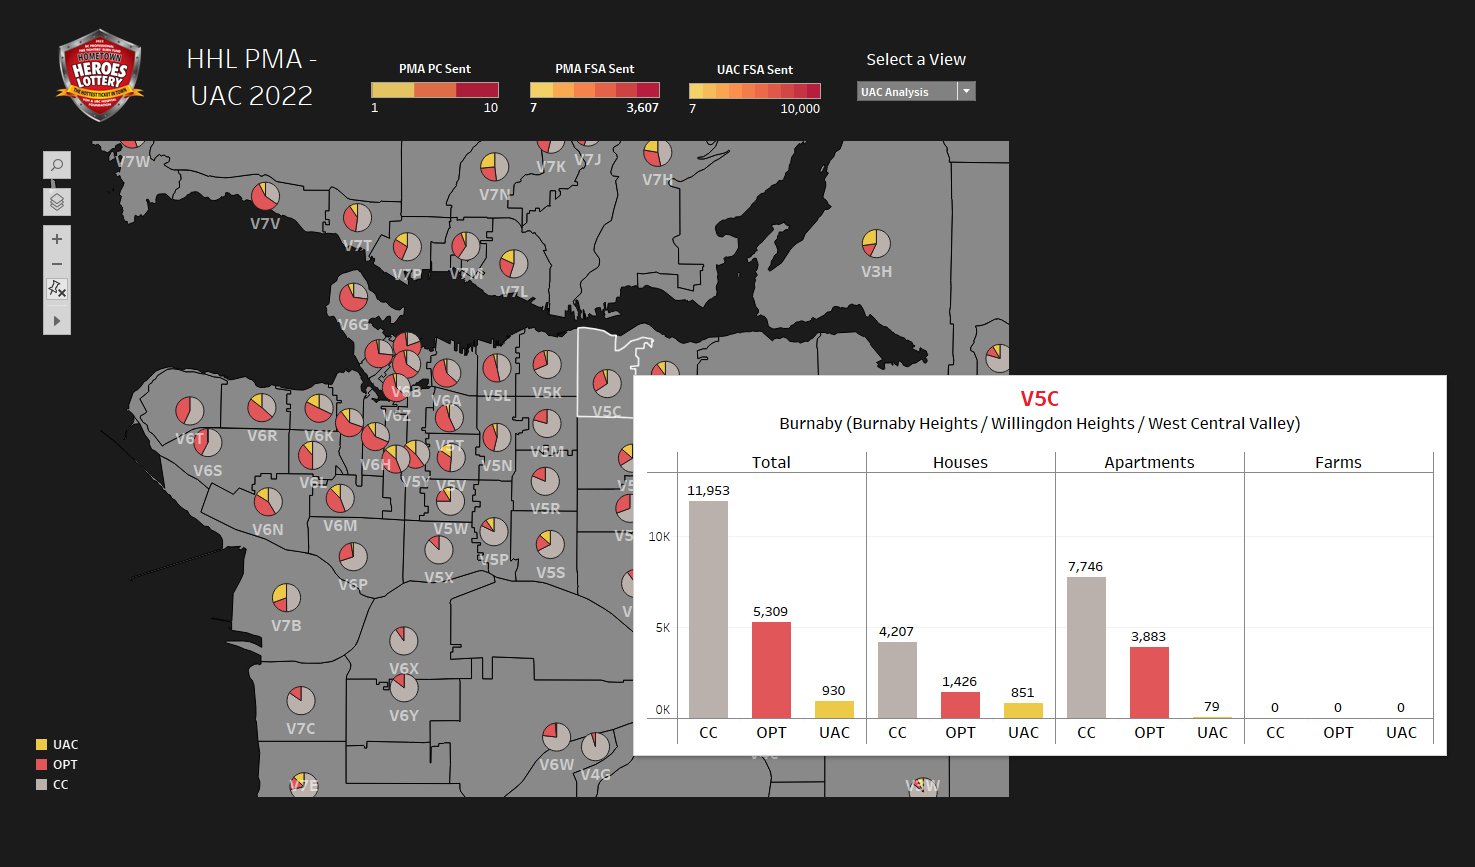 HOMETOWN
HEROES
LOTTERY
HHL PMA -
UAC 2022
PMA PC Sent
1
10
PMA FSA Sent
7
3,607
UAC FSA Sent
7
10,000
Select a View
UAC Analysis
V7W
V7K
V7J
V7H
V7N
V7V
V7T
V7P
V7M
V7L
V3H
V6G
V6B
V6A
V5L
V5K
V5C
V6Z
V6T
V6R
V6K
V6S
V6L
V6H
V5Y
V5T
V5V
V5N
V5M
V6N
V6M
V5W
V5R
V6P
V5X
V5P
V5S
V7B
V6X
V6Y
V7C
V6W
V4G
V7E
V5C
Burnaby (Burnaby Heights / Willingdon Heights / West Central Valley)
Total
Houses
Apartments
Farms
10K
5K
0K
11,953
5,309
930
4,207
1,426
851
7,746
3,883
79
0
0
0
CC
OPT
UAC
CC
OPT
UAC
CC
OPT
UAC
CC
OPT
UAC
UAC
OPT
CC